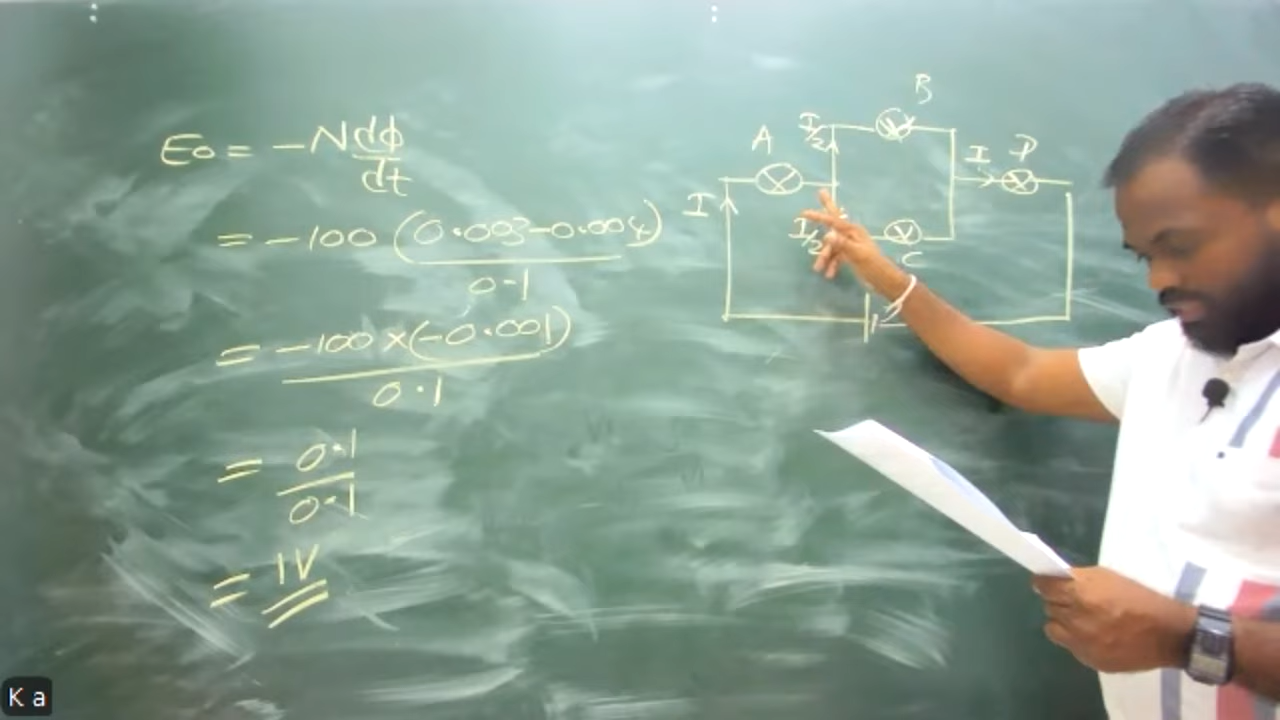 E₀ = -N dϕ/dt
= -100 (0.003-0.004)/0.1
= -100 x(-0.001)/0.1
= 0.1/0.1
= 1V
A
B
C
D
I
I/2
I/2
I
K a